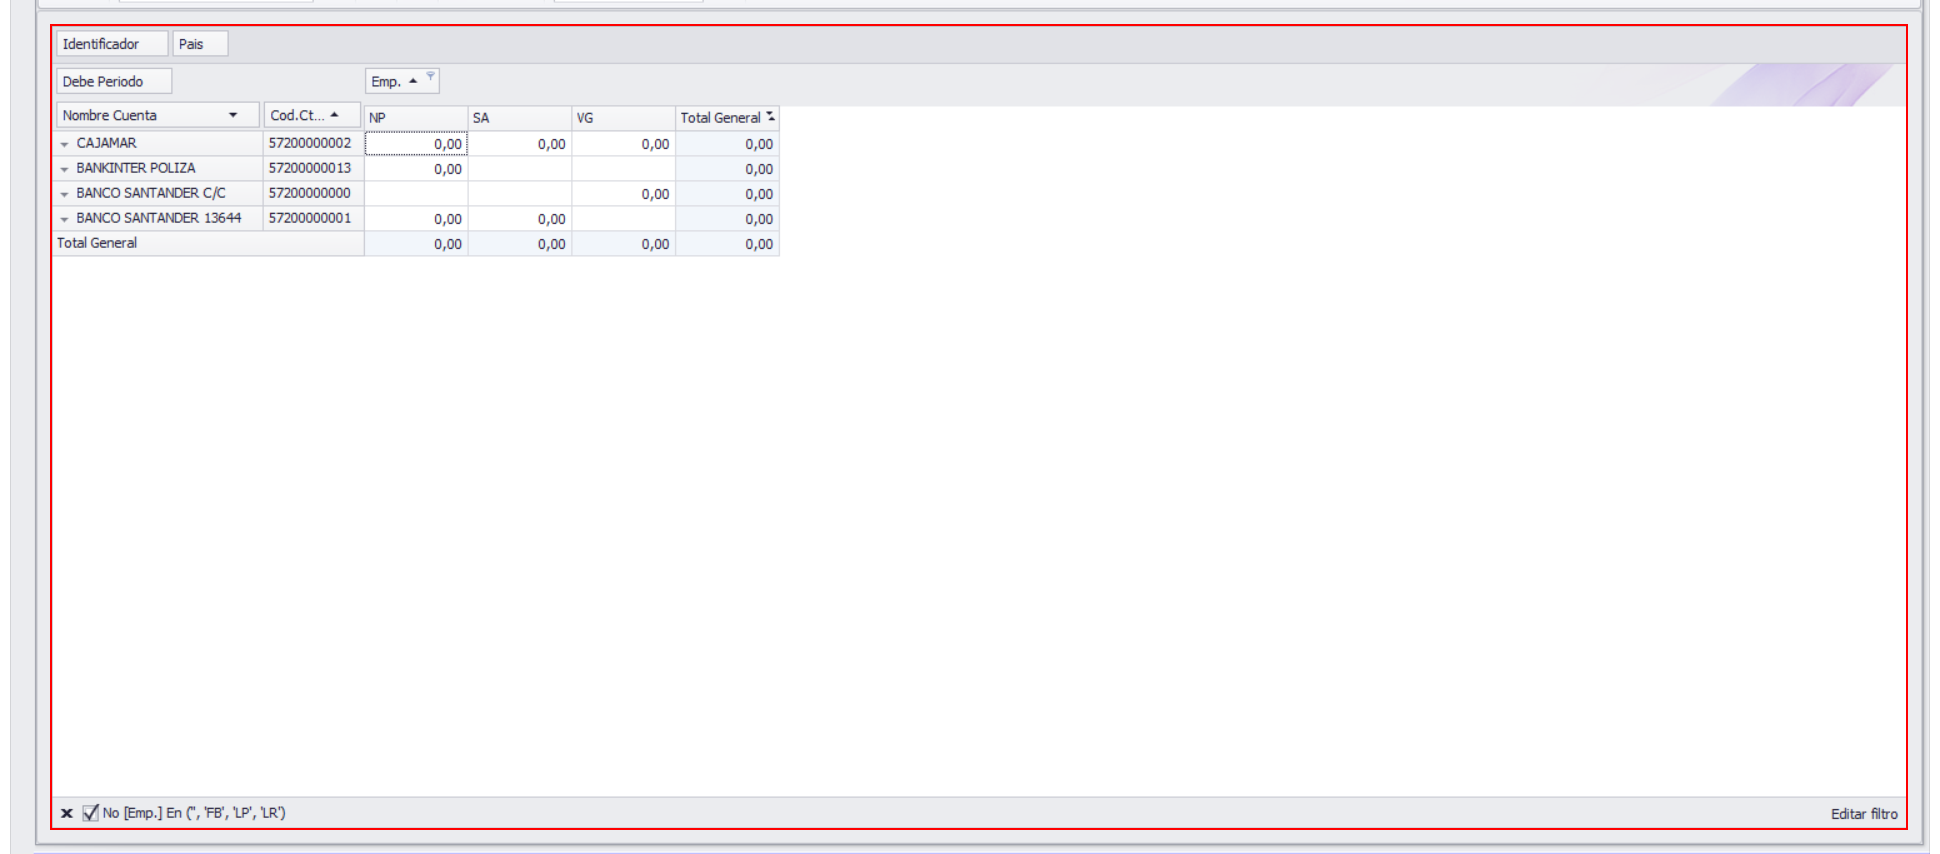 Identificador Pais
Debe Periodo Emp.
Nombre Cuenta Cod.Ct... NP SA VG Total General
CAJAMAR 57200000002 0,00 0,00 0,00 0,00
BANKINTER POLIZA 57200000013 0,00 0,00
BANCO SANTANDER C/C 57200000000 0,00 0,00
BANCO SANTANDER 13644 57200000001 0,00 0,00 0,00
Total General 0,00 0,00 0,00 0,00
No [Emp.] En ('', 'FB', 'LP', 'LR') Editar filtro